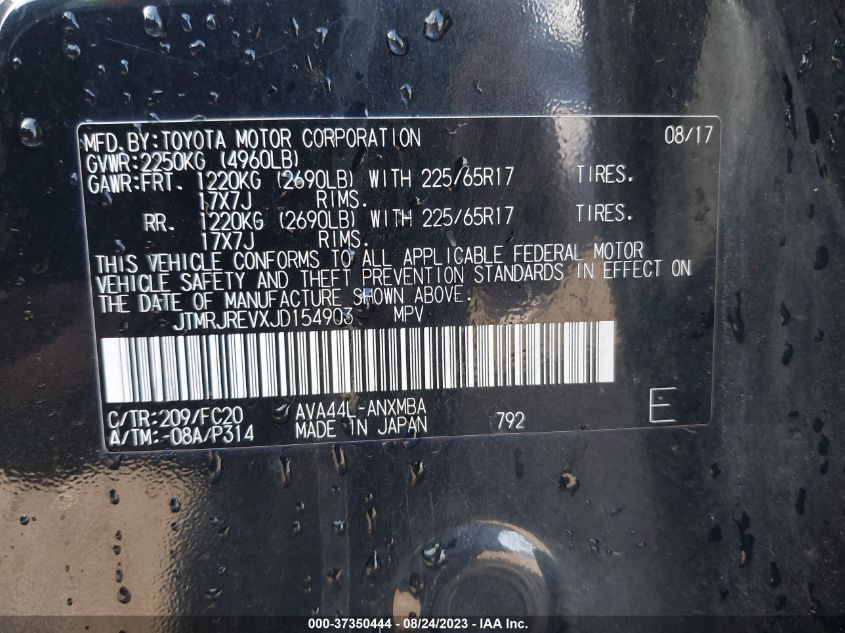 MFD.BY:TOYOTA MOTOR CORPORATION 08/17
GVWR:2250KG (4960LB)
GAWR:FRT. 1220KG (2690LB) WITH 225/65R17 TIRES.
17X7J RIMS.
RR. 1220KG (2690LB) WITH 225/65R17 TIRES.
17X7J RIMS.
THIS VEHICLE CONFORMS TO ALL APPLICABLE FEDERAL MOTOR
VEHICLE SAFETY AND THEFT PREVENTION STANDARDS IN EFFECT ON
THE DATE OF MANUFACTURE SHOWN ABOVE.
JTMRJREVXJD154903 MPV
C/TR:209/FC20 AVA44L-ANXMBA 792 E
A/TM:-08A/P314 MADE IN JAPAN
000-37350444 - 08/24/2023 - IAA Inc.